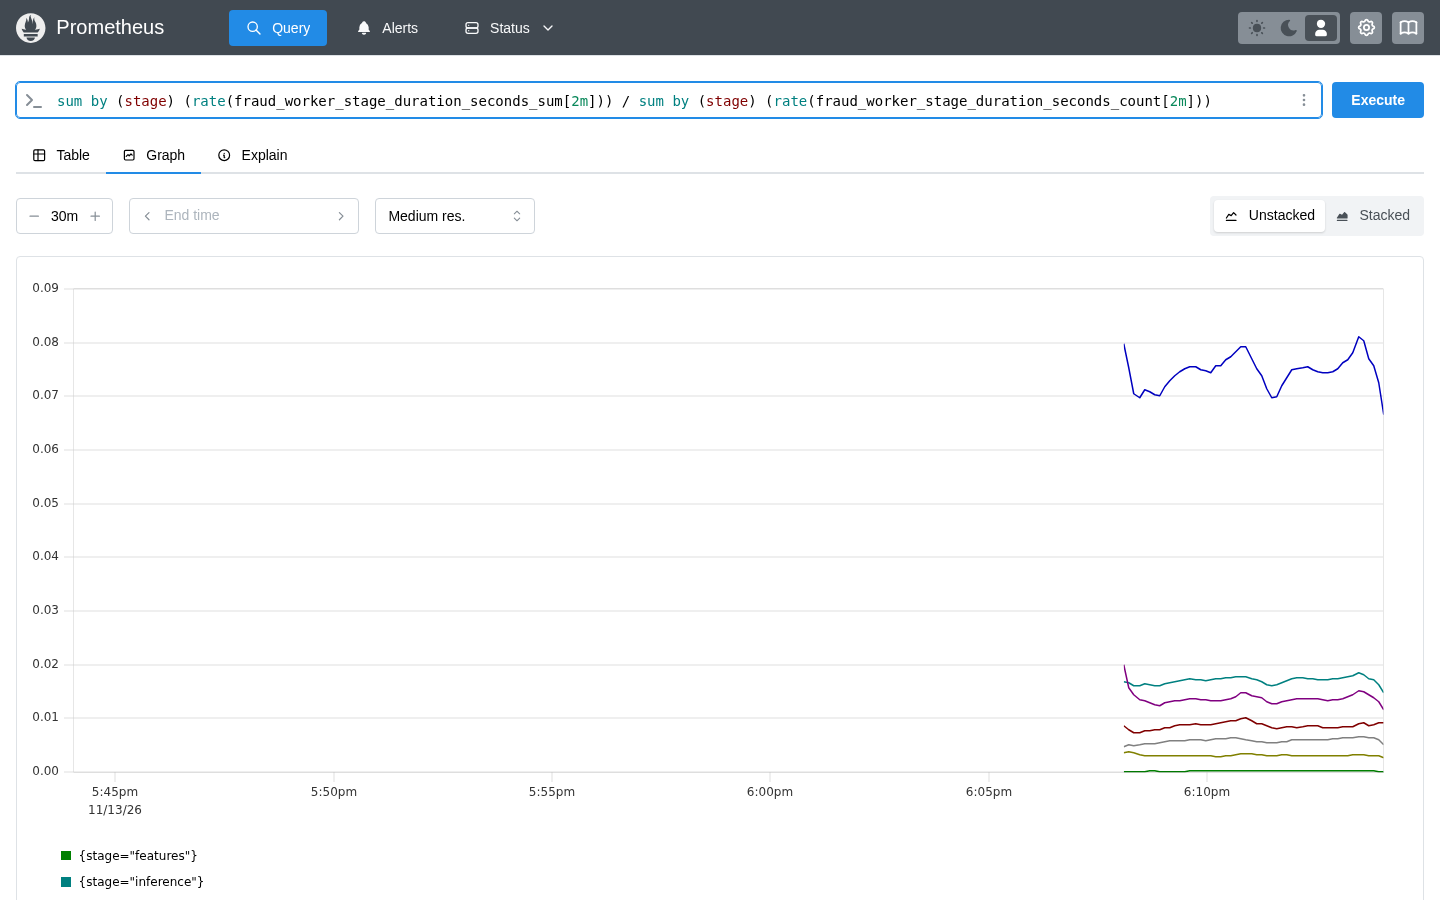 Prometheus
Query
Alerts
Status
sum by (stage) (rate(fraud_worker_stage_duration_seconds_sum[2m])) / sum by (stage) (rate(fraud_worker_stage_duration_seconds_count[2m]))
Execute
Table
Graph
Explain
30m
End time
Medium res.
Unstacked
Stacked
0.09
0.08
0.07
0.06
0.05
0.04
0.03
0.02
0.01
0.00
5:45pm
5:50pm
5:55pm
6:00pm
6:05pm
6:10pm
11/13/26
{stage="features"}
{stage="inference"}